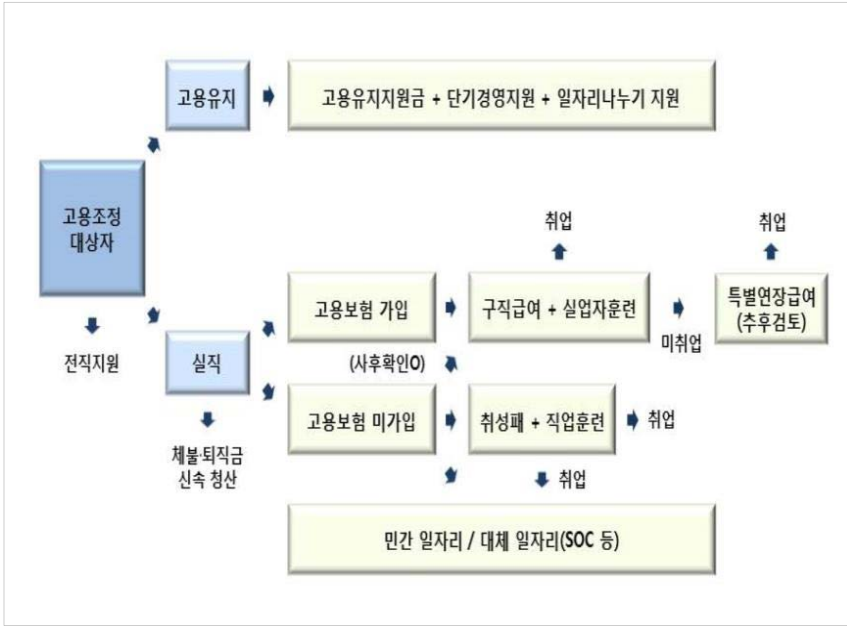 고용유지
고용유지지원금 + 단기경영지원 + 일자리나누기 지원
고용조정
대상자
전직지원
취업
취업
고용보험 가입
구직급여 + 실업자훈련
특별연장급여
(추후검토)
미취업
실직
(사후확인O)
고용보험 미가입
취성패 + 직업훈련
취업
체불·퇴직금
신속 청산
취업
민간 일자리 / 대체 일자리(SOC 등)